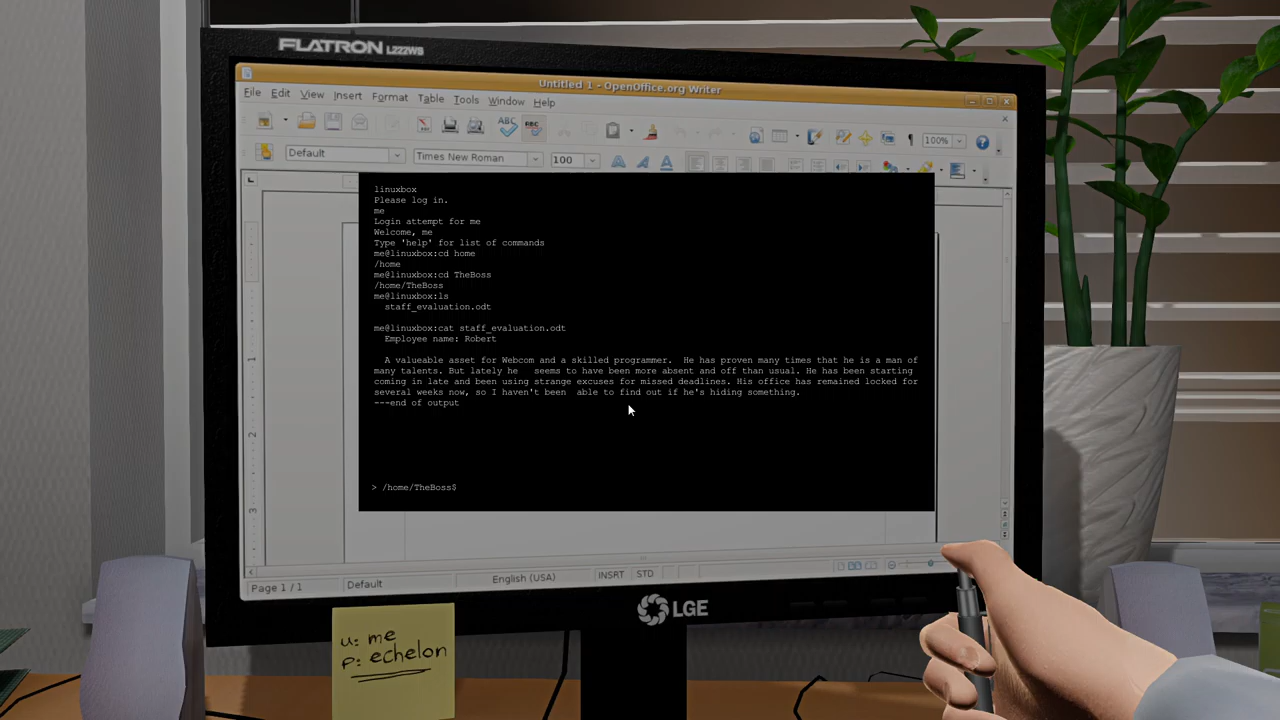 FLATRON L222WS
Untitled 1 - OpenOffice.org Writer
File Edit View Insert Format Table Tools Window Help
ABC ABC 100%
Default Times New Roman 100 A A A
linuxbox
Please log in.
me
Login attempt for me
Welcome, me
Type 'help' for list of commands
me@linuxbox:cd home
/home
me@linuxbox:cd TheBoss
/home/TheBoss
me@linuxbox:ls
staff_evaluation.odt
me@linuxbox:cat staff_evaluation.odt
Employee name: Robert
A valueable asset for Webcom and a skilled programmer. He has proven many times that he is a man of
many talents. But lately he seems to have been more absent and off than usual. He has been starting
coming in late and been using strange excuses for missed deadlines. His office has remained locked for
several weeks now, so I haven't been able to find out if he's hiding something.
---end of output
> /home/TheBoss$
1
2
3
Page 1 / 1 Default English (USA) INSRT STD
LGE
u: me
p: echelon